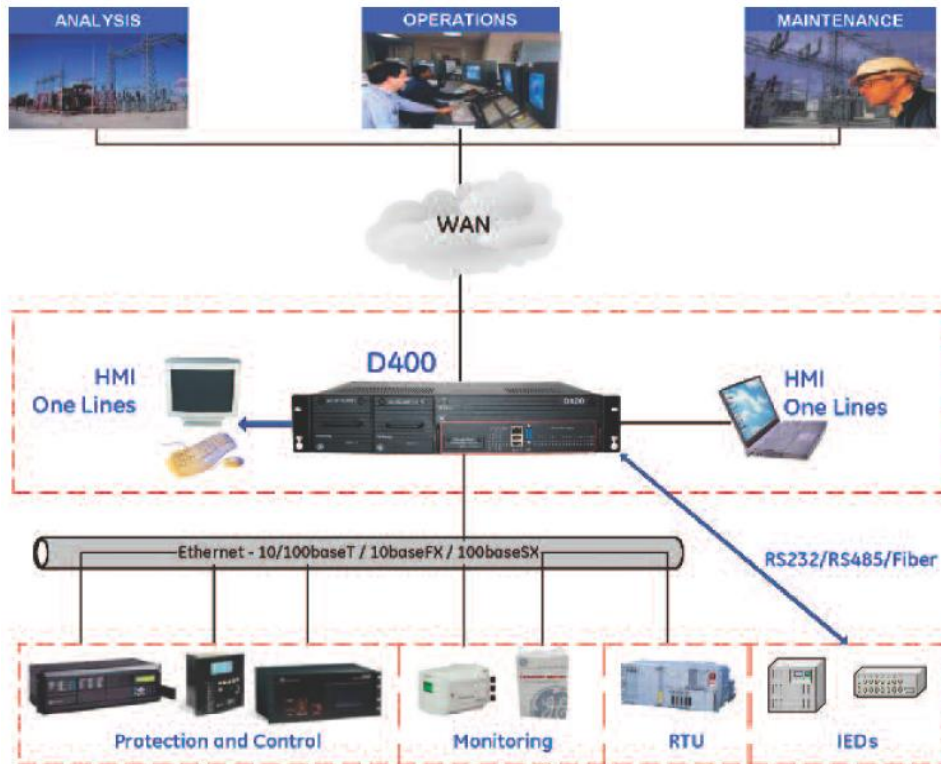 ANALYSIS
OPERATIONS
MAINTENANCE
WAN
D400
HMI
One Lines
D400
HMI
One Lines
Ethernet - 10/100baseT / 10baseFX / 100baseSX
RS232/RS485/Fiber
Protection and Control
Monitoring
RTU
IEDs